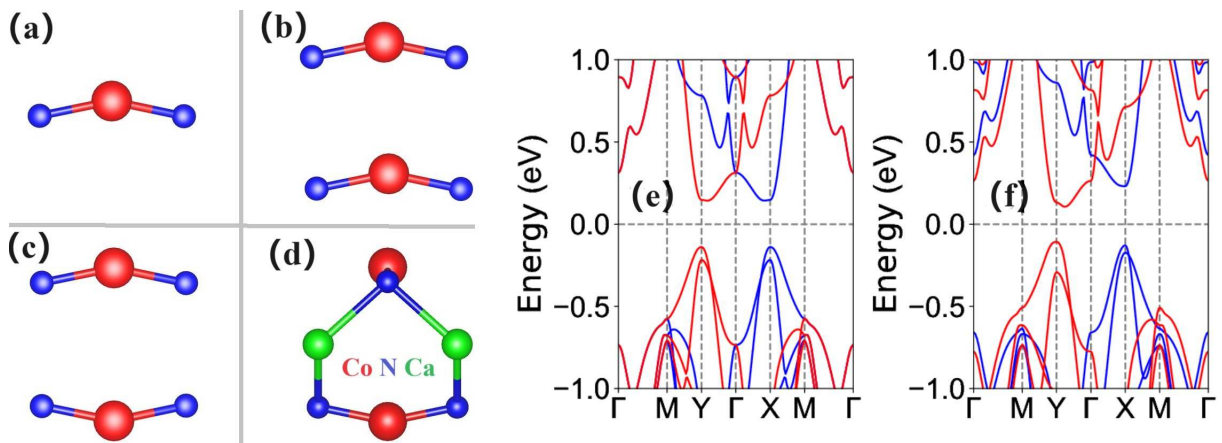 (a)
(b)
(c)
(d)
Co N Ca
Energy (eV)
1.0
0.5
0.0
−0.5
−1.0
(e)
Γ M Y Γ X M Γ
Energy (eV)
1.0
0.5
0.0
−0.5
−1.0
(f)
Γ M Y Γ X M Γ